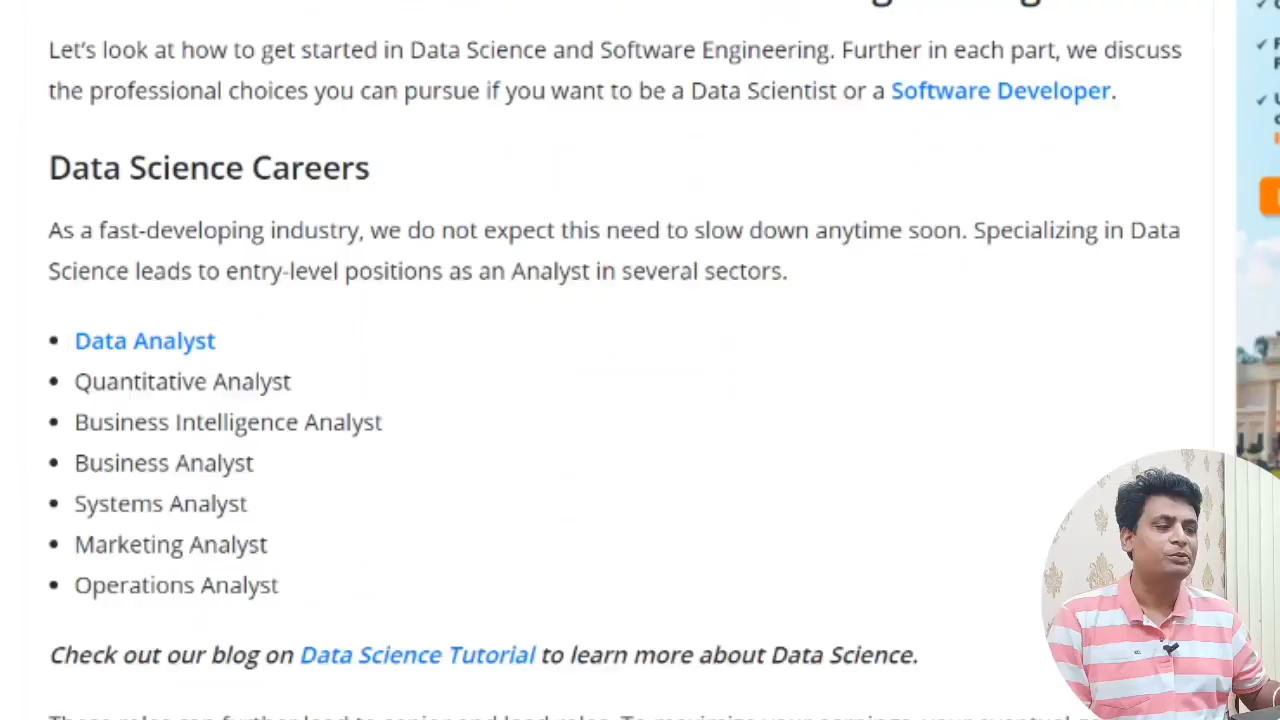 Let's look at how to get started in Data Science and Software Engineering. Further in each part, we discuss
the professional choices you can pursue if you want to be a Data Scientist or a Software Developer.
Data Science Careers
As a fast-developing industry, we do not expect this need to slow down anytime soon. Specializing in Data
Science leads to entry-level positions as an Analyst in several sectors.
• Data Analyst
• Quantitative Analyst
• Business Intelligence Analyst
• Business Analyst
• Systems Analyst
• Marketing Analyst
• Operations Analyst
Check out our blog on Data Science Tutorial to learn more about Data Science.